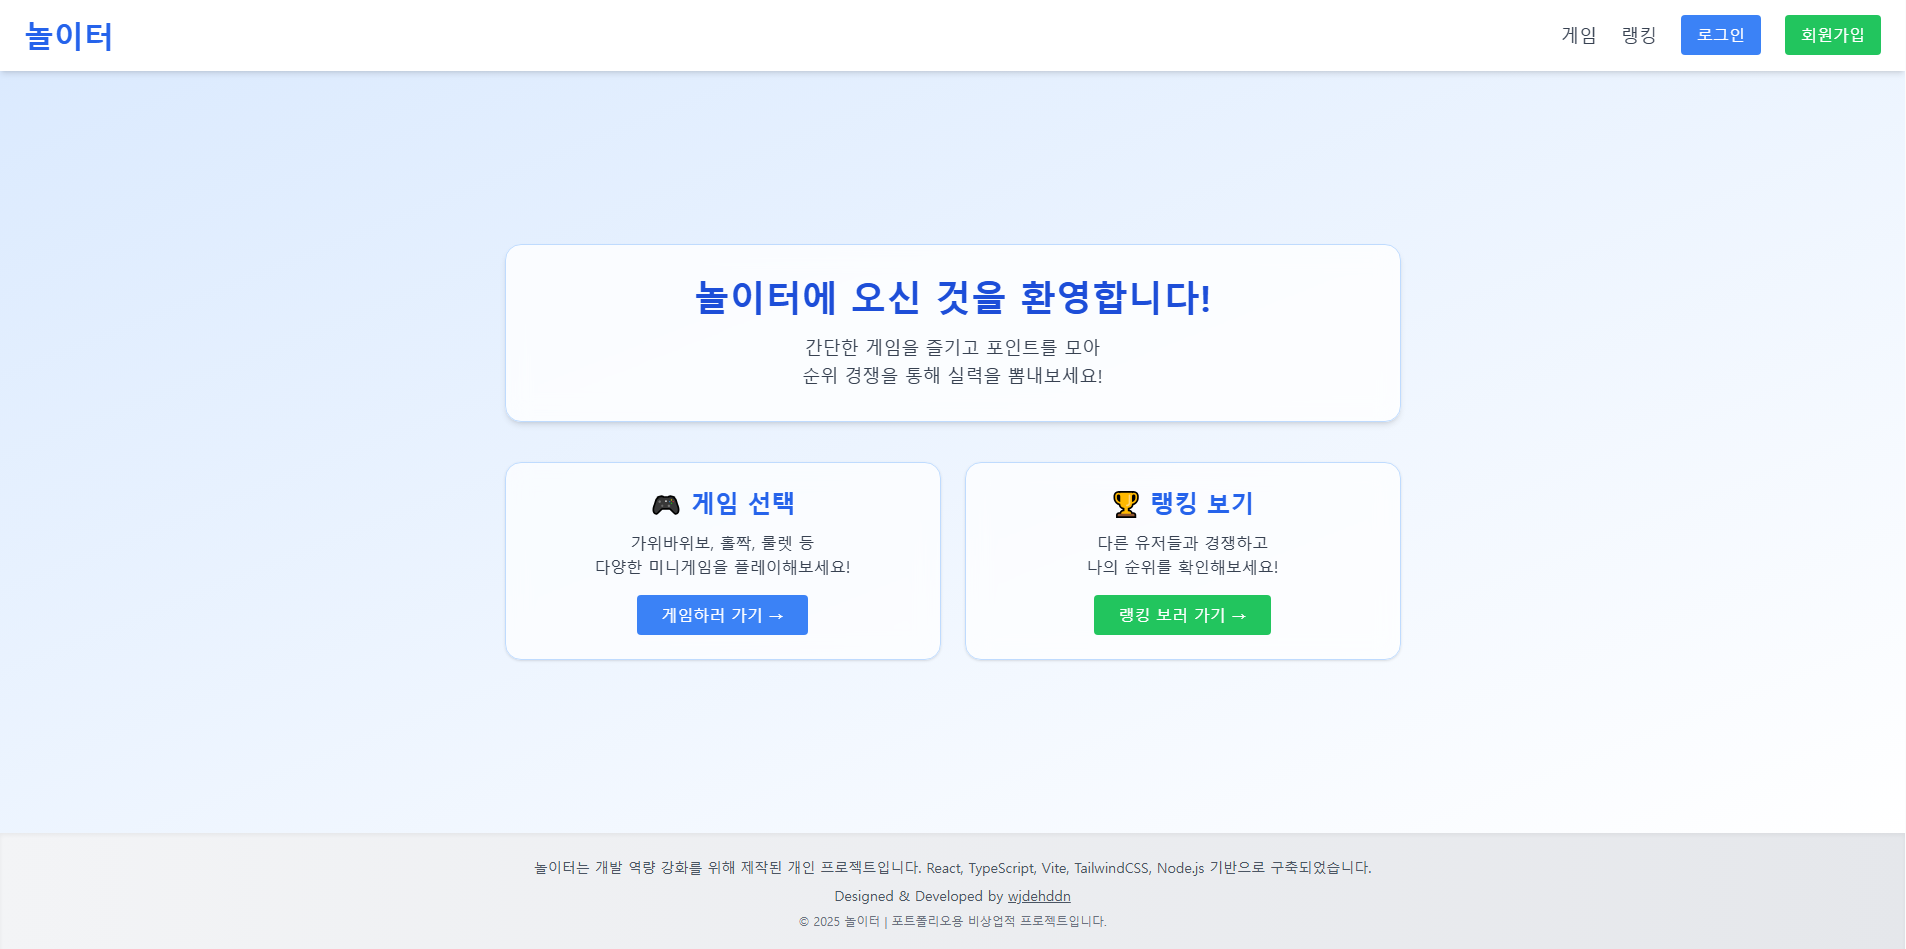 놀이터
게임
랭킹
로그인
회원가입
놀이터에 오신 것을 환영합니다!
간단한 게임을 즐기고 포인트를 모아
순위 경쟁을 통해 실력을 뽐내보세요!
게임 선택
가위바위보, 홀짝, 룰렛 등
다양한 미니게임을 플레이해보세요!
게임하러 가기 →
랭킹 보기
다른 유저들과 경쟁하고
나의 순위를 확인해보세요!
랭킹 보러 가기 →
놀이터는 개발 역량 강화를 위해 제작된 개인 프로젝트입니다. React, TypeScript, Vite, TailwindCSS, Node.js 기반으로 구축되었습니다.
Designed & Developed by wjdehddn
© 2025 놀이터 | 포트폴리오용 비상업적 프로젝트입니다.